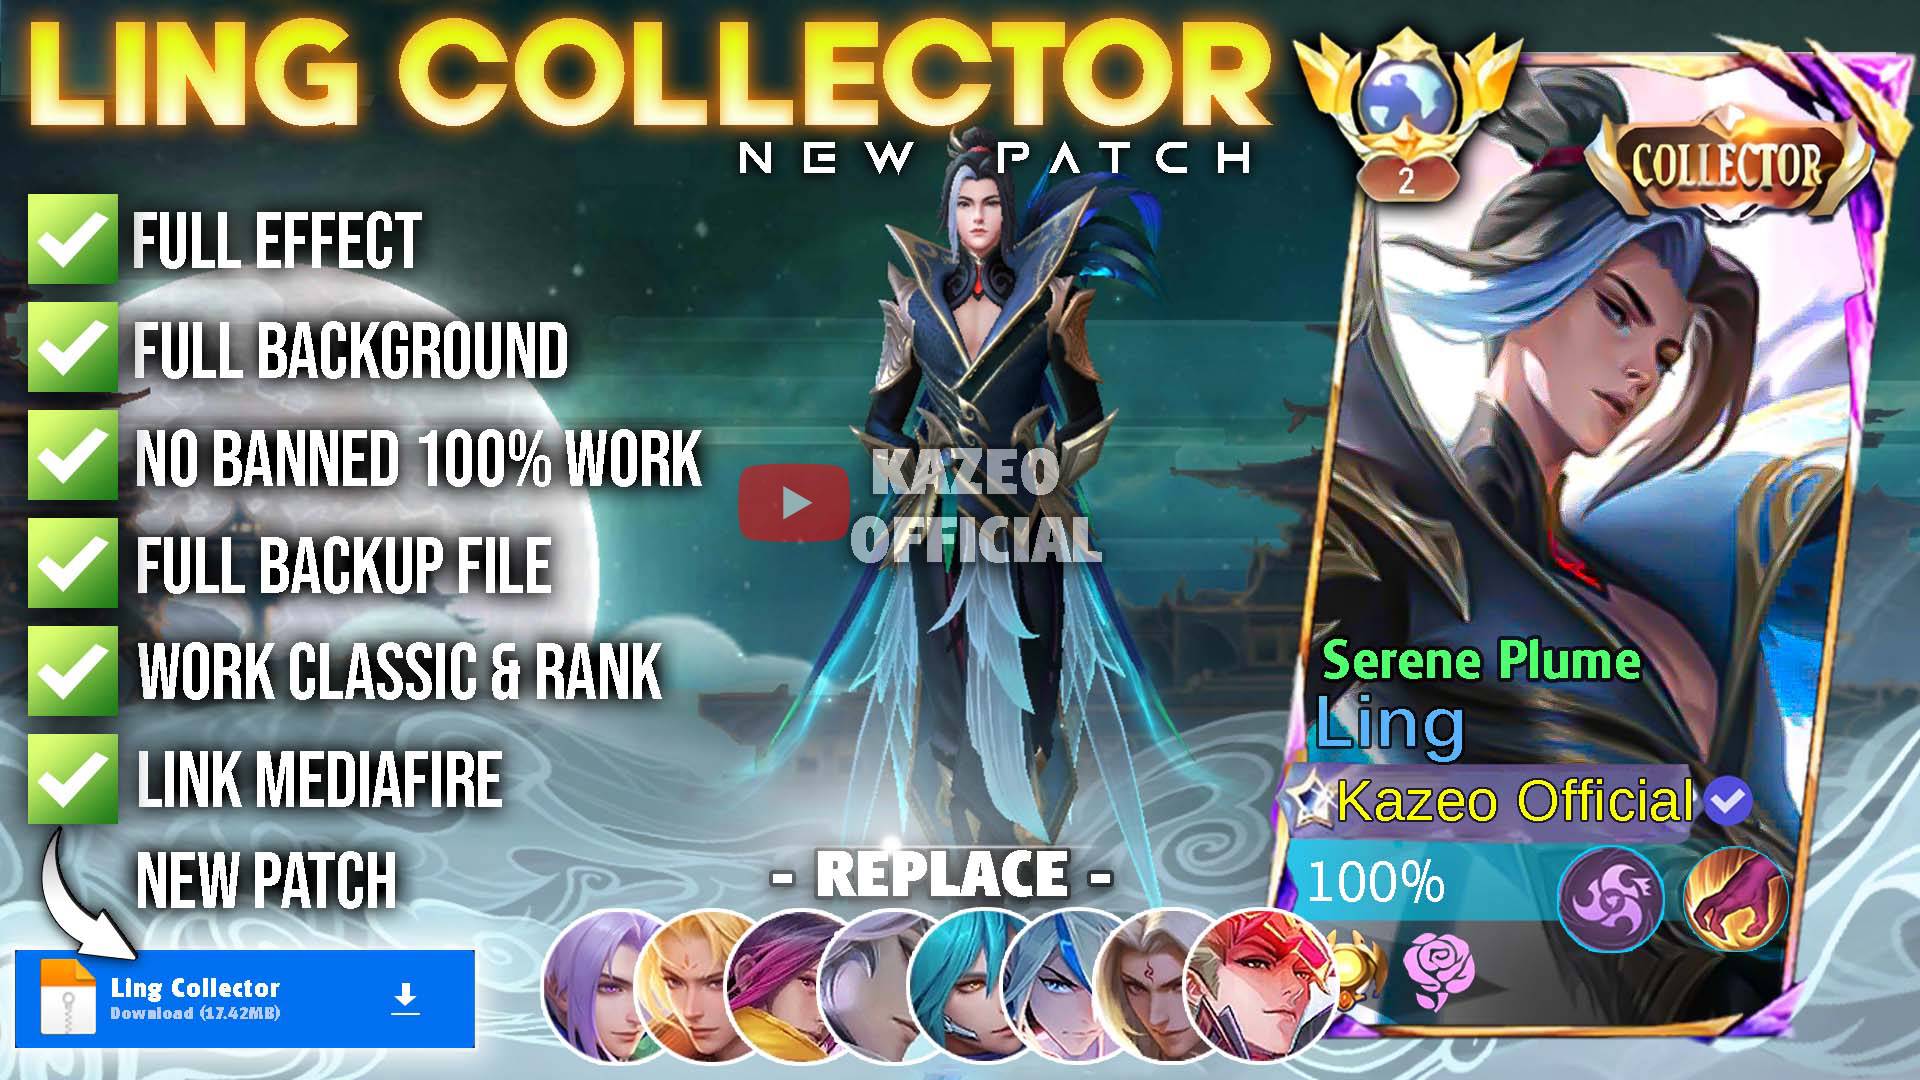 LING COLLECTOR
NEW PATCH
FULL EFFECT
FULL BACKGROUND
NO BANNED 100% WORK
FULL BACKUP FILE
WORK CLASSIC & RANK
LINK MEDIAFIRE
NEW PATCH
Ling Collector
Download (17.42MB)
KAZEO
OFFICIAL
- REPLACE -
2
COLLECTOR
Serene Plume
Ling
Kazeo Official
100%